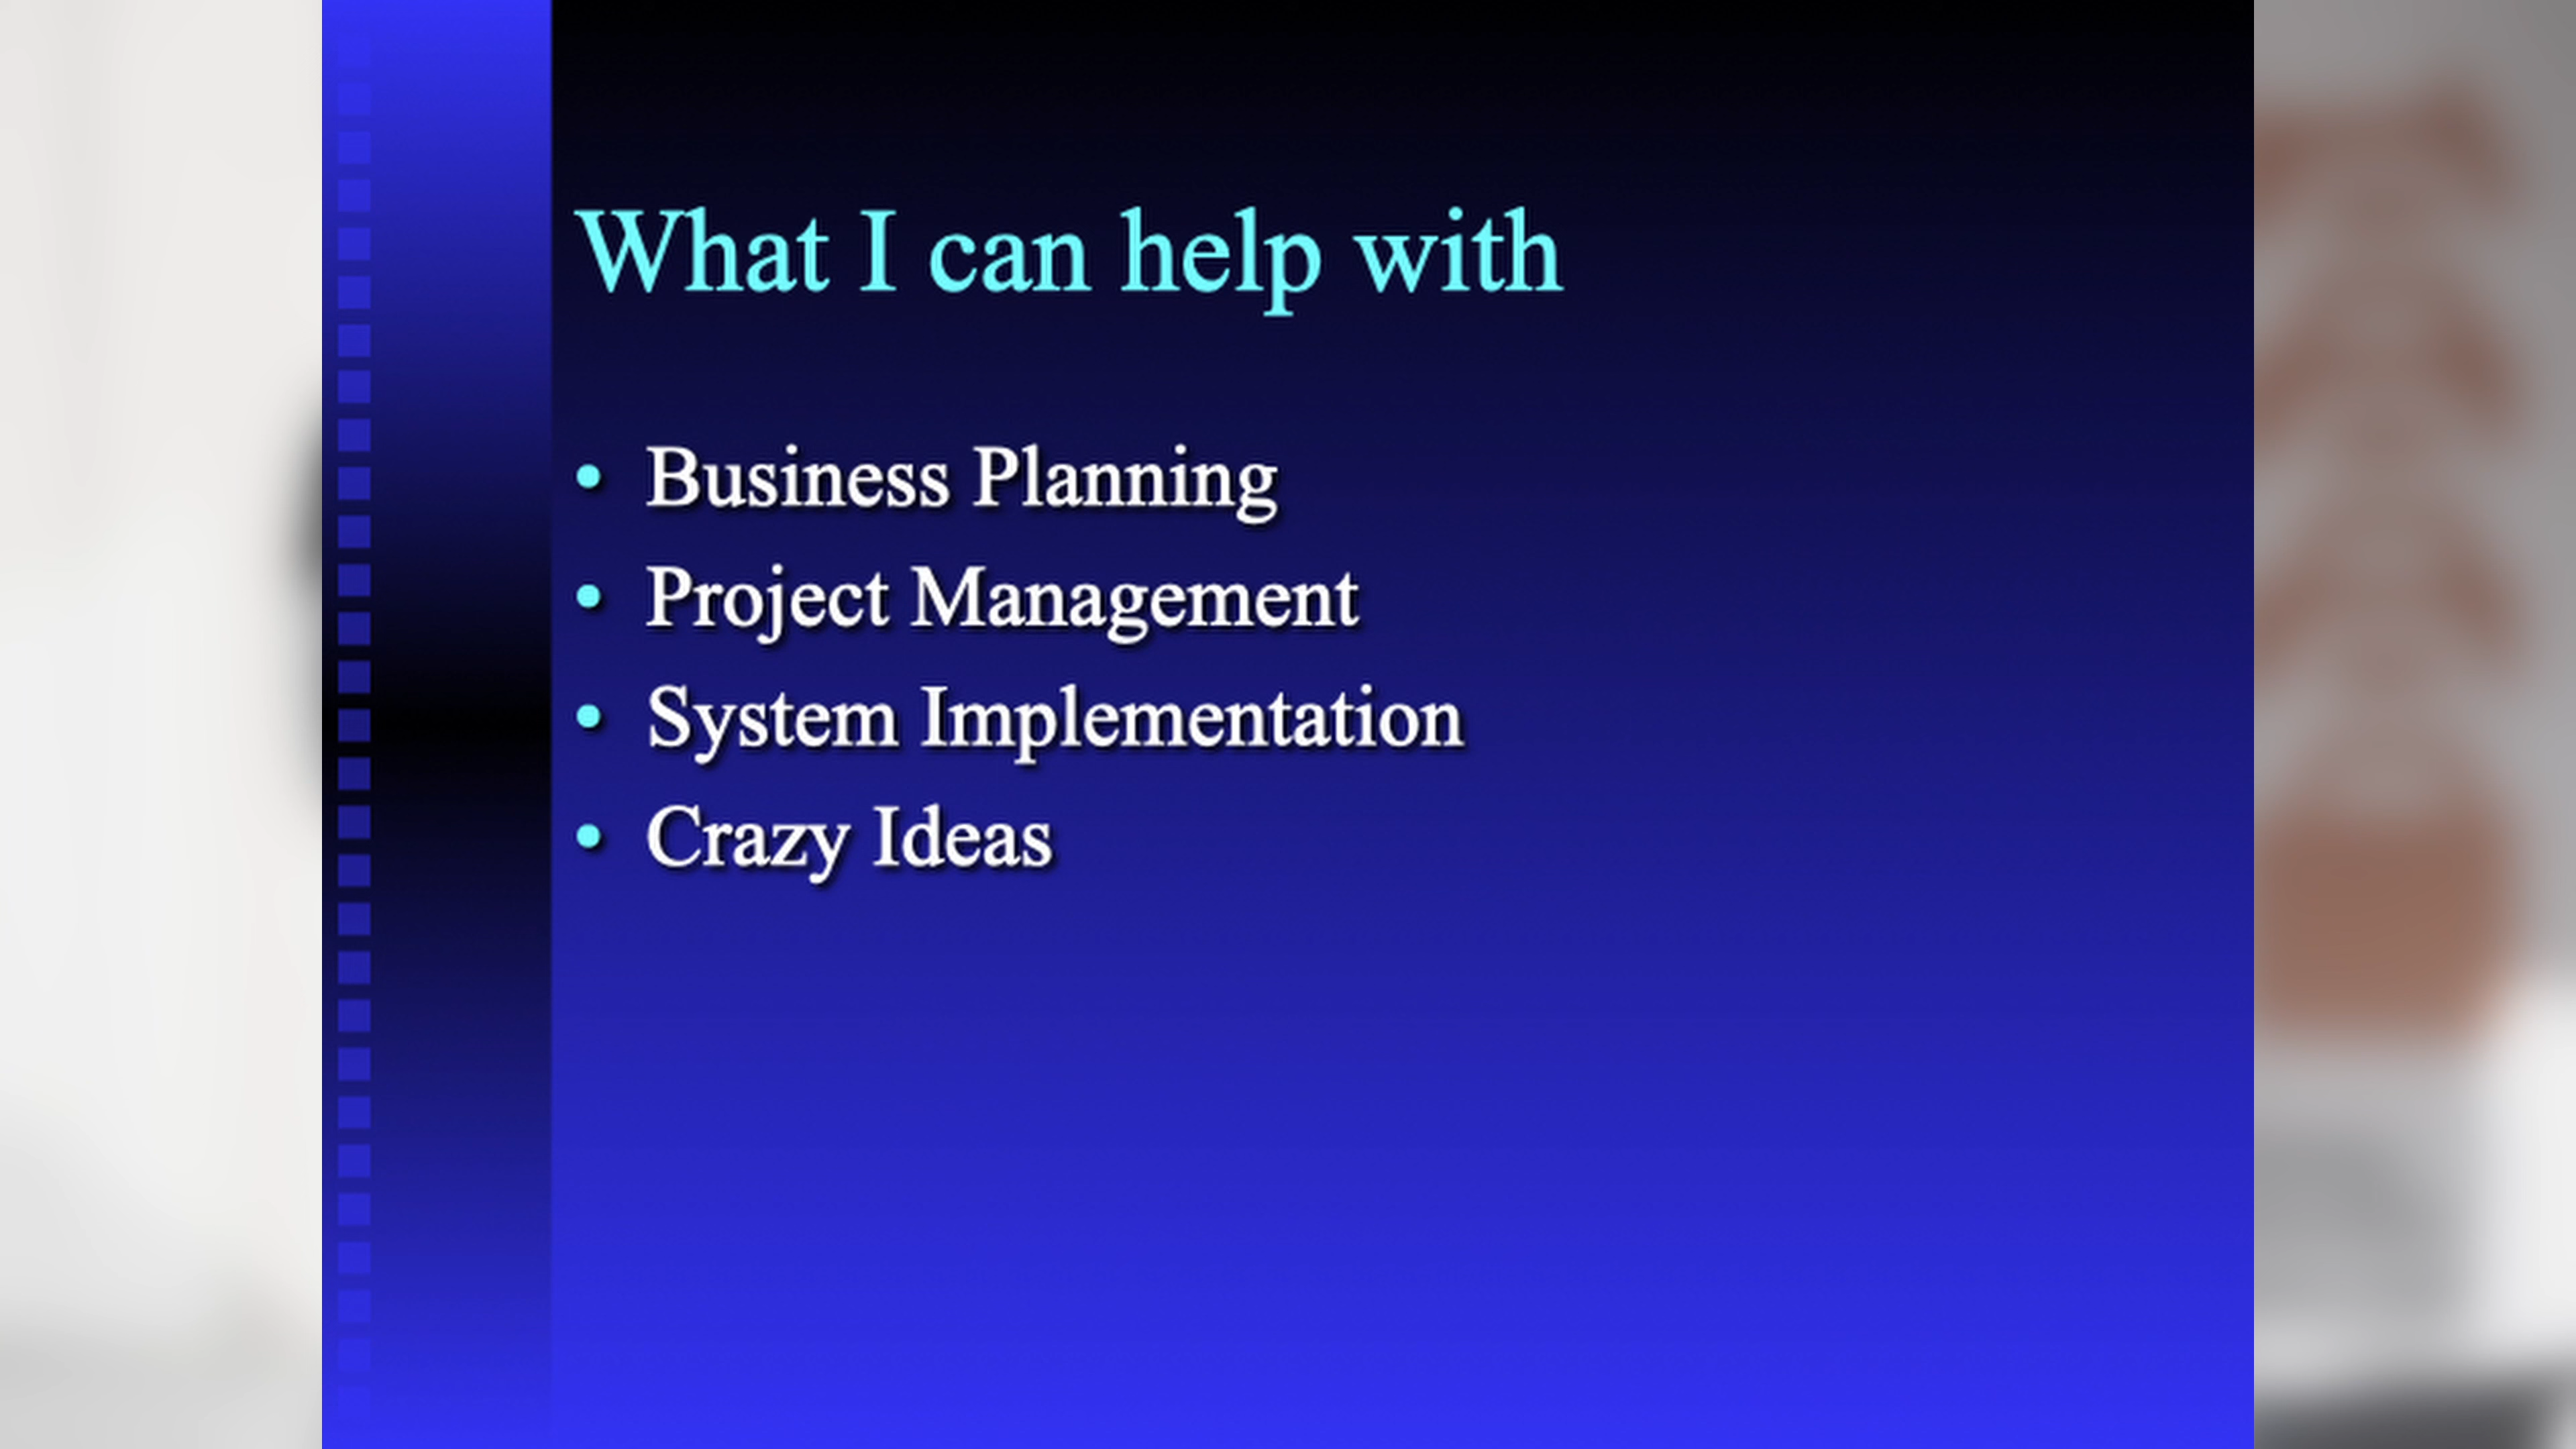 What I can help with
• Business Planning
• Project Management
• System Implementation
• Crazy Ideas